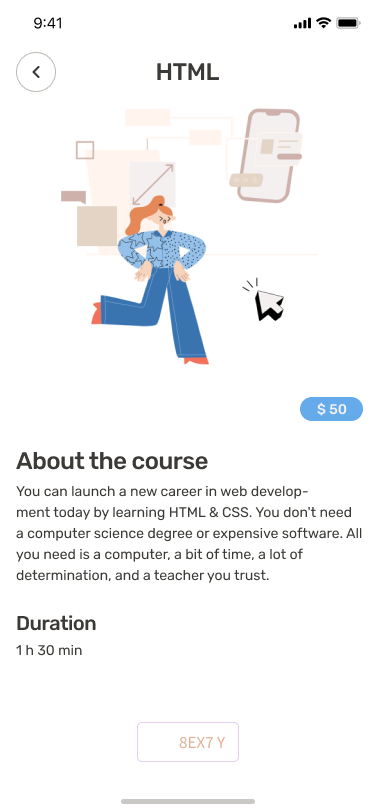 9:41
HTML
$ 50
About the course
You can launch a new career in web develop-
ment today by learning HTML & CSS. You don't need
a computer science degree or expensive software. All
you need is a computer, a bit of time, a lot of
determination, and a teacher you trust.
Duration
1 h 30 min
8EX7 Y